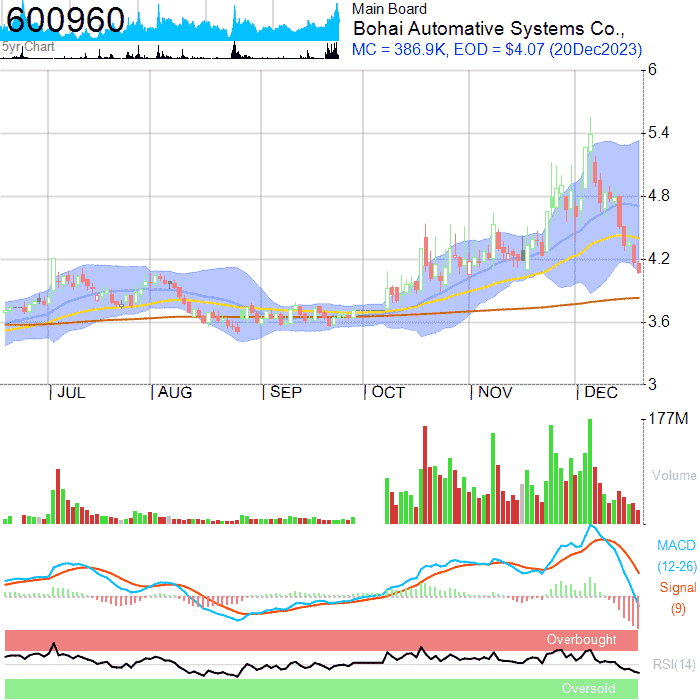 600960
5yr Chart
Main Board
Bohai Automative Systems Co.,
MC = 386.9K, EOD = $4.07 (20Dec2023)
6
5.4
4.8
4.2
3.6
3
JUL AUG SEP OCT NOV DEC
177M
Volume
MACD
(12-26)
Signal
(9)
Overbought
RSI(14)
Oversold